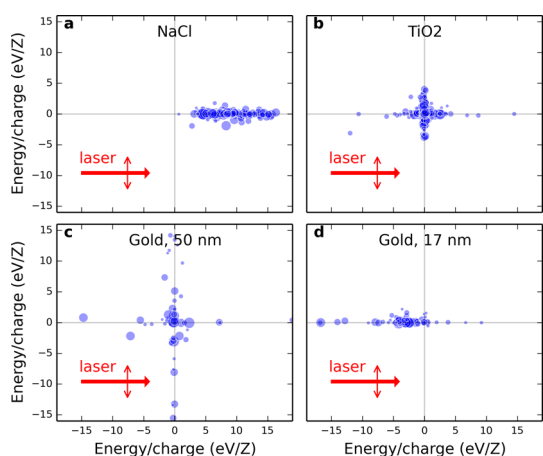 a
NaCl
b
TiO2
15
10
5
0
−5
−10
−15
Energy/charge (eV/Z)
laser
laser
c
Gold, 50 nm
d
Gold, 17 nm
15
10
5
0
−5
−10
−15
Energy/charge (eV/Z)
laser
laser
−15 −10 −5 0 5 10 15
−15 −10 −5 0 5 10 15
Energy/charge (eV/Z)
Energy/charge (eV/Z)